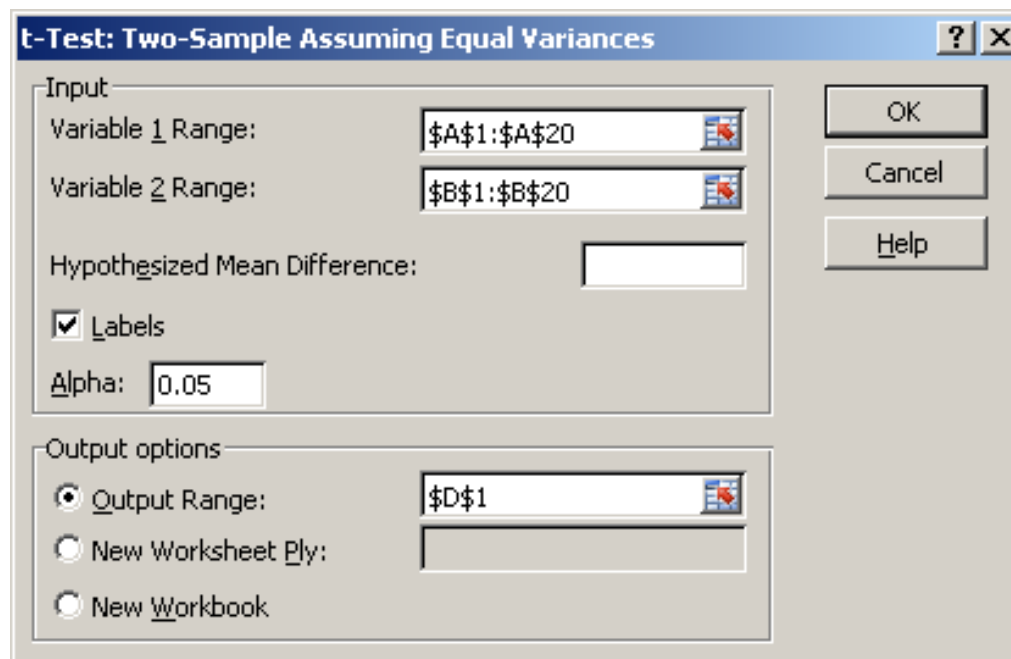 t-Test: Two-Sample Assuming Equal Variances
Input
Variable 1 Range: $A$1:$A$20
Variable 2 Range: $B$1:$B$20
Hypothesized Mean Difference:
Labels
Alpha: 0.05
OK
Cancel
Help
Output options
Output Range: $D$1
New Worksheet Ply:
New Workbook